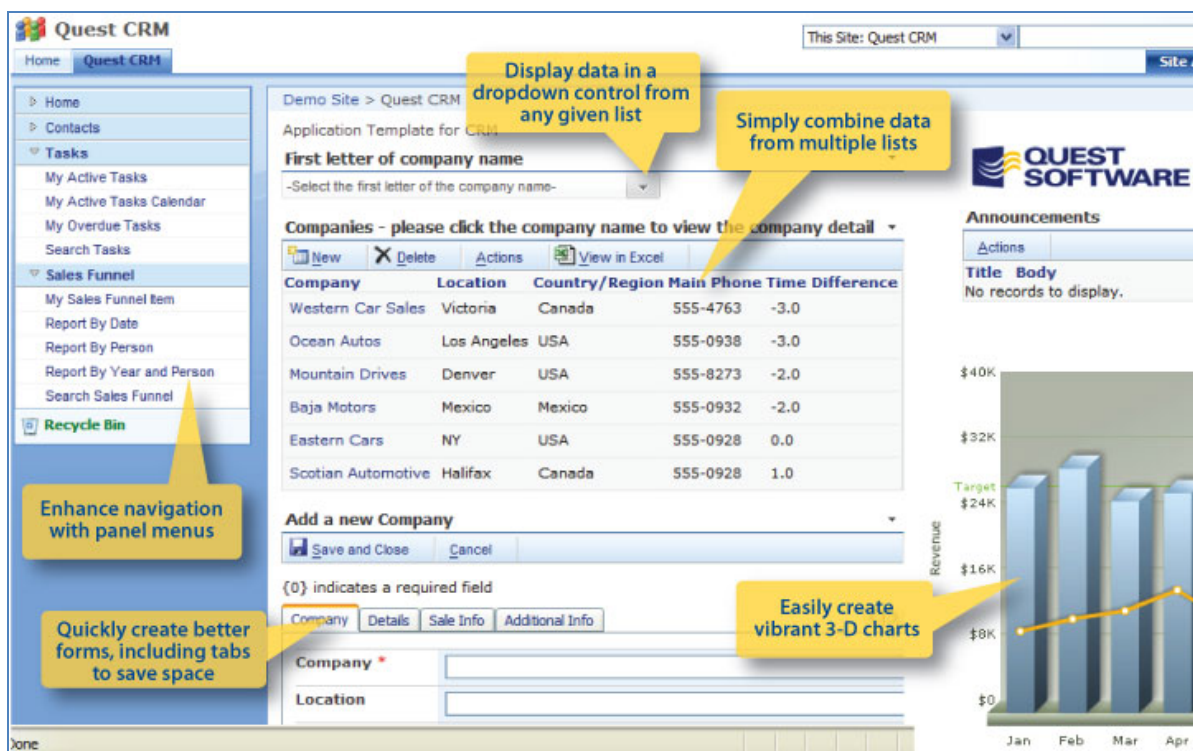 Quest CRM
This Site: Quest CRM
Home Quest CRM
Site
Home
Contacts
Tasks
My Active Tasks
My Active Tasks Calendar
My Overdue Tasks
Search Tasks
Sales Funnel
My Sales Funnel Item
Report By Date
Report By Person
Report By Year and Person
Search Sales Funnel
Recycle Bin
Enhance navigation
with panel menus
Demo Site > Quest CRM
Application Template for CRM
Display data in a
dropdown control from
any given list
Simply combine data
from multiple lists
First letter of company name
-Select the first letter of the company name-
Companies - please click the company name to view the company detail
New Delete Actions View in Excel
Company Location Country/Region Main Phone Time Difference
Western Car Sales Victoria Canada 555-4763 -3.0
Ocean Autos Los Angeles USA 555-0938 -3.0
Mountain Drives Denver USA 555-8273 -2.0
Baja Motors Mexico Mexico 555-0932 -2.0
Eastern Cars NY USA 555-0928 0.0
Scotian Automotive Halifax Canada 555-0928 1.0
Add a new Company
Save and Close Cancel
{0} indicates a required field
Company Details Sale Info Additional Info
Company *
Location
Quickly create better
forms, including tabs
to save space
QUEST
SOFTWARE
Announcements
Actions
Title Body
No records to display.
$40K
$32K
Target
$24K
$16K
$8K
$0
Revenue
Jan Feb Mar Apr
Easily create
vibrant 3-D charts
Done